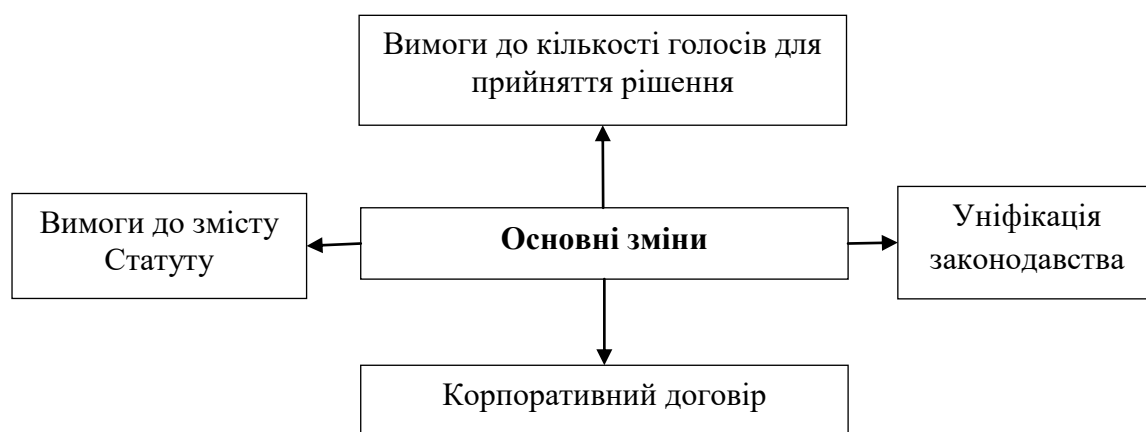 Вимоги до кількості голосів для
прийняття рішення
Вимоги до змісту
Статуту
Основні зміни
Уніфікація
законодавства
Корпоративний договір